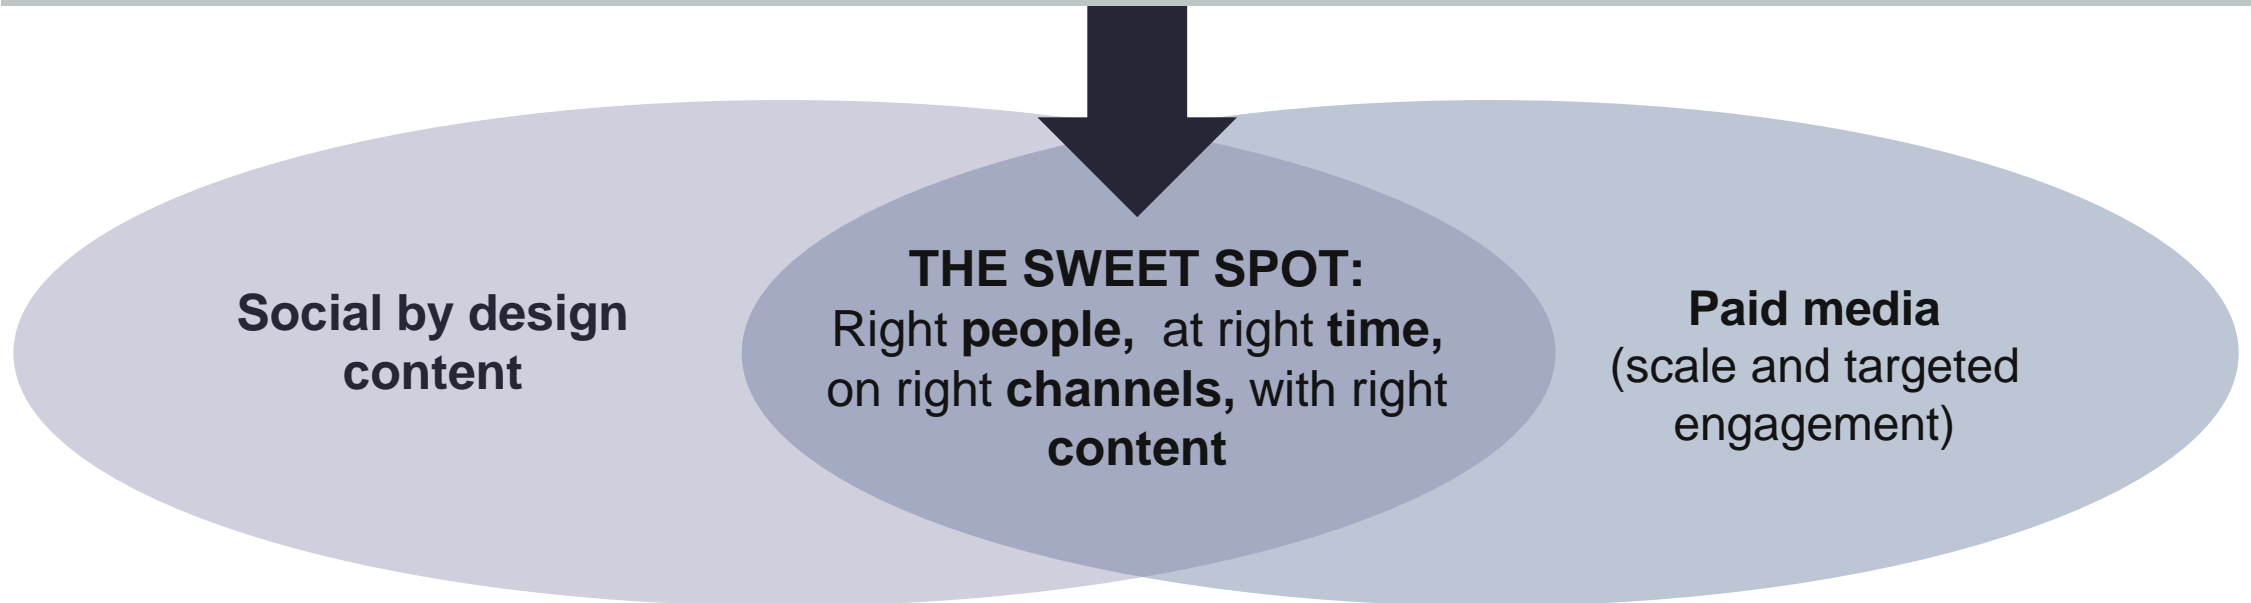 Social by design
content
THE SWEET SPOT:
Right people, at right time,
on right channels, with right
content
Paid media
(scale and targeted
engagement)